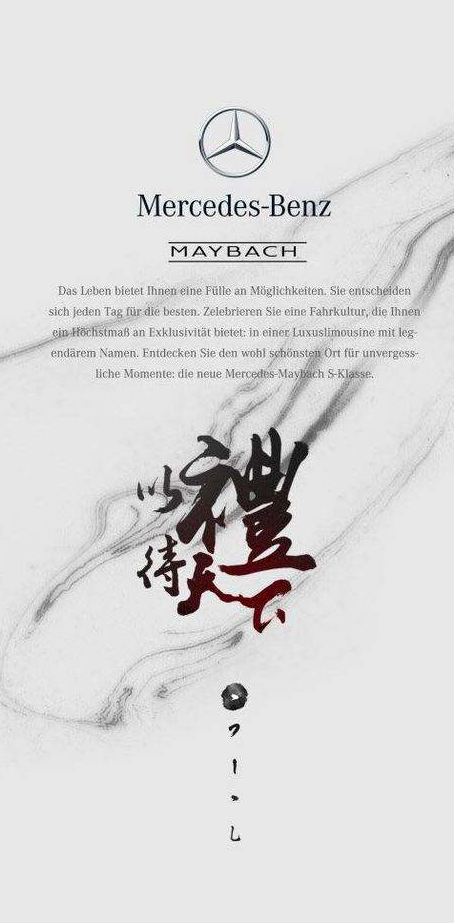 Mercedes-Benz
MAYBACH
Das Leben bietet Ihnen eine Fülle an Möglichkeiten. Sie entscheiden
sich jeden Tag für die besten. Zelebrieren Sie eine Fahrkultur, die Ihnen
ein Höchstmaß an Exklusivität bietet: in einer Luxuslimousine mit leg-
endärem Namen. Entdecken Sie den wohl schönsten Ort für unvergess-
liche Momente: die neue Mercedes-Maybach S-Klasse.
以禮
待天下